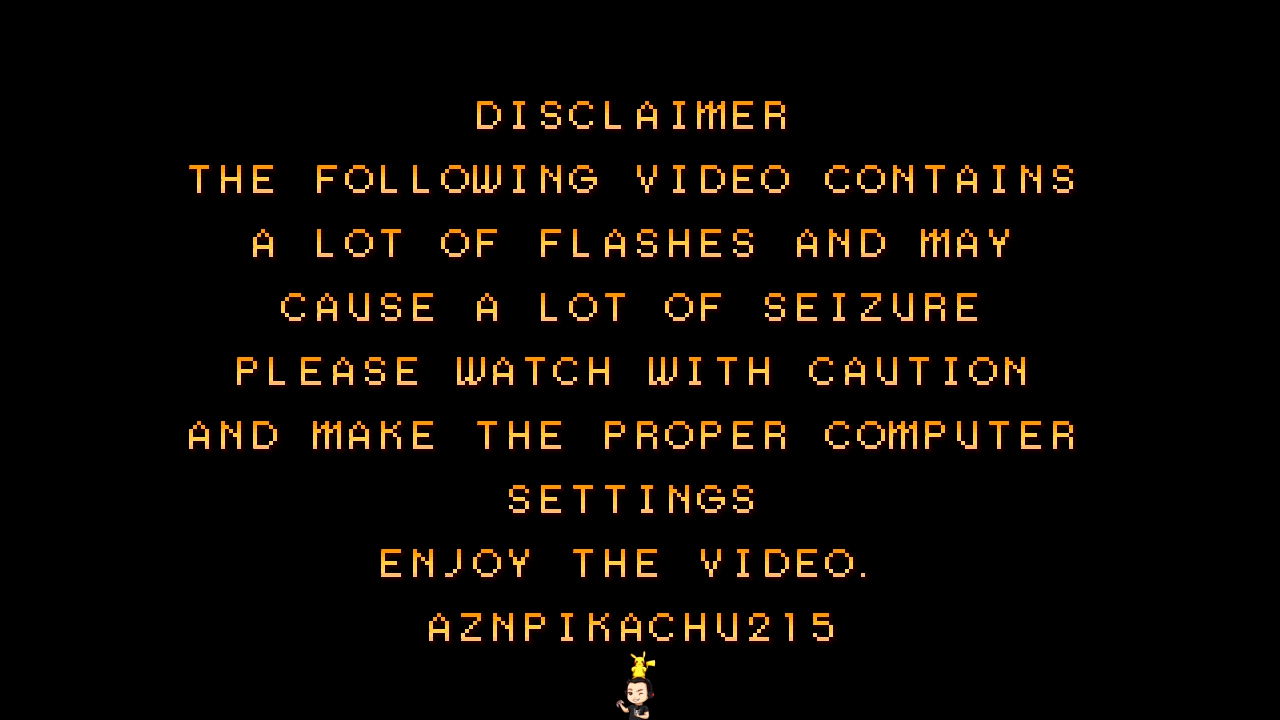 DISCLAIMER
THE FOLLOWING VIDEO CONTAINS
A LOT OF FLASHES AND MAY
CAUSE A LOT OF SEIZURE
PLEASE WATCH WITH CAUTION
AND MAKE THE PROPER COMPUTER
SETTINGS
ENJOY THE VIDEO.
AZNPIKACHU215